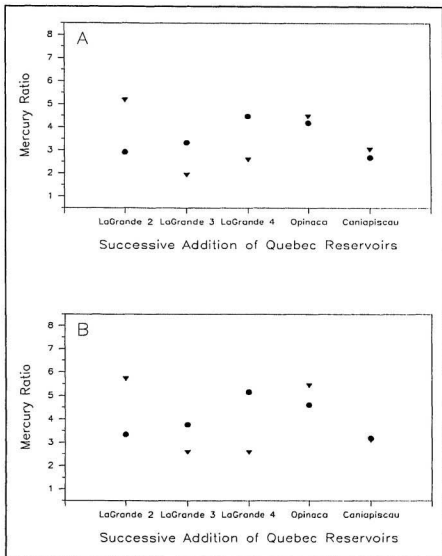 A
8
7
6
5
4
3
2
1
Mercury Ratio
LaGrande 2 LaGrande 3 LaGrande 4 Opinaca Caniapiscau
Successive Addition of Quebec Reservoirs
B
8
7
6
5
4
3
2
1
Mercury Ratio
LaGrande 2 LaGrande 3 LaGrande 4 Opinaca Caniapiscau
Successive Addition of Quebec Reservoirs